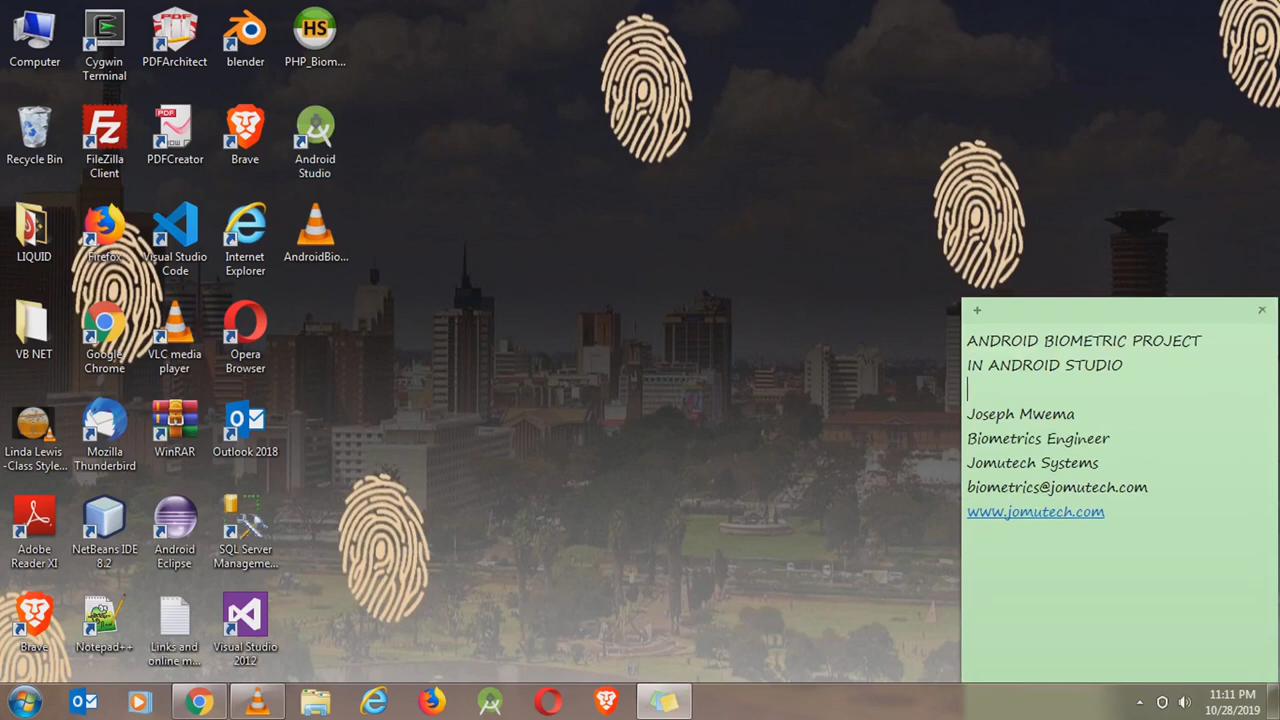 Computer
Cygwin
Terminal
PDFArchitect
blender
PHP_Biom...
Recycle Bin
FileZilla
Client
PDFCreator
Brave
Android
Studio
LIQUID
Firefox
Visual Studio
Code
Internet
Explorer
AndroidBio...
VB NET
Google
Chrome
VLC media
player
Opera
Browser
Linda Lewis
-Class Style...
Mozilla
Thunderbird
WinRAR
Outlook 2018
Adobe
Reader XI
NetBeans IDE
8.2
Android
Eclipse
SQL Server
Manageme...
Brave
Notepad++
Links and
online m...
Visual Studio
2012
HS
PDF
PDF
ANDROID BIOMETRIC PROJECT
IN ANDROID STUDIO
Joseph Mwema
Biometrics Engineer
Jomutech Systems
biometrics@jomutech.com
www.jomutech.com
11:11 PM
10/28/2019